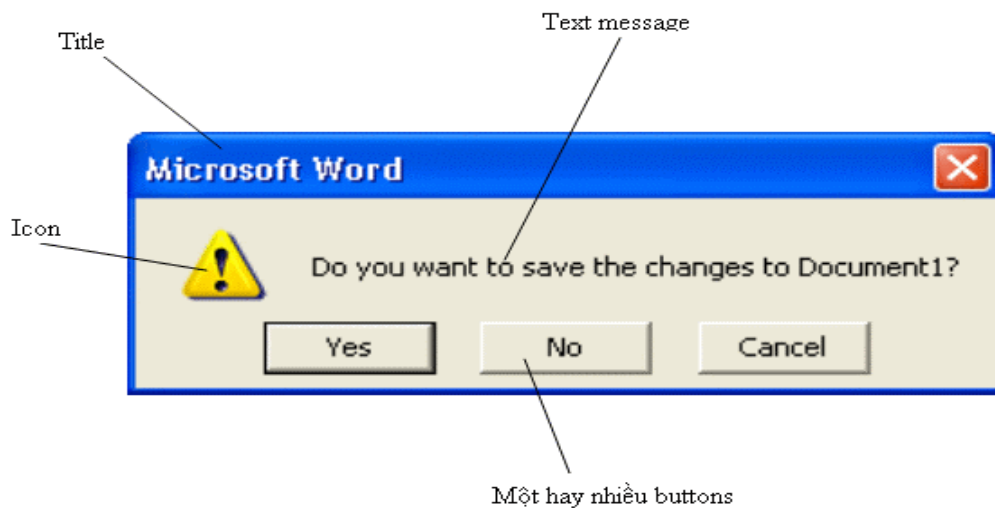 Text message
Title
Microsoft Word
Icon
Do you want to save the changes to Document1?
Yes No Cancel
Một hay nhiều buttons